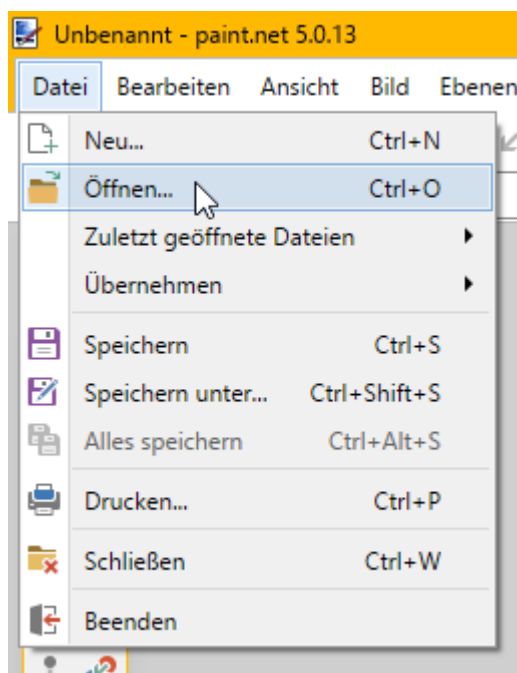 Unbenannt - paint.net 5.0.13
Datei Bearbeiten Ansicht Bild Ebenen
Neu... Ctrl+N
Öffnen... Ctrl+O
Zuletzt geöffnete Dateien
Übernehmen
Speichern Ctrl+S
Speichern unter... Ctrl+Shift+S
Alles speichern Ctrl+Alt+S
Drucken... Ctrl+P
Schließen Ctrl+W
Beenden